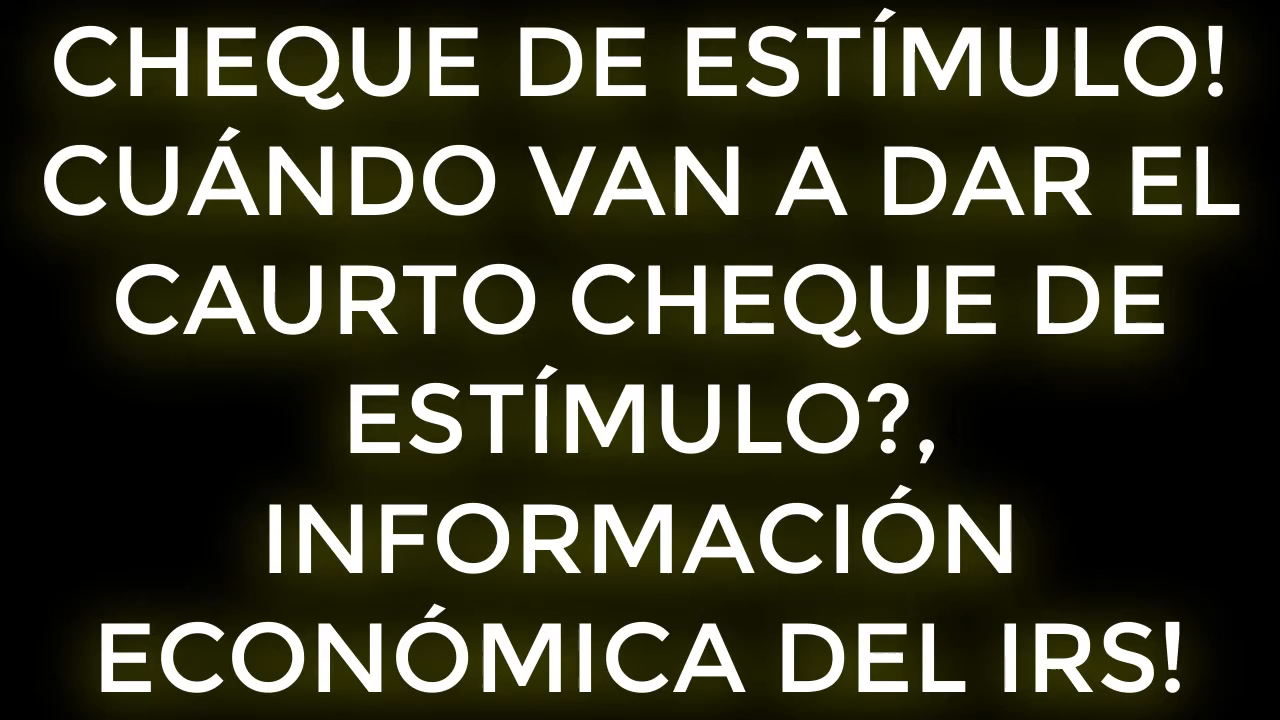 CHEQUE DE ESTÍMULO!
CUÁNDO VAN A DAR EL
CAURTO CHEQUE DE
ESTÍMULO?,
INFORMACIÓN
ECONÓMICA DEL IRS!